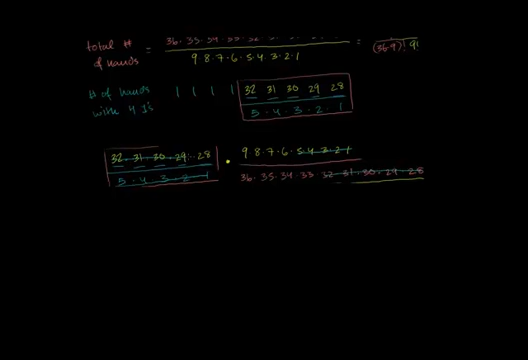 total # = 36·35·34·33·32
of hands 9 8·7·6·5·4·3·2·1 = (36-9)! 9!
# of hands 1 1 1 1 32 31 30 29 28
with 4 1's 5·4·3·2·1
32·31·30·29·28 · 9 8·7·6·5·4·3·2·1
5·4·3·2·1 36·35·34·33·32·31·30·29·28